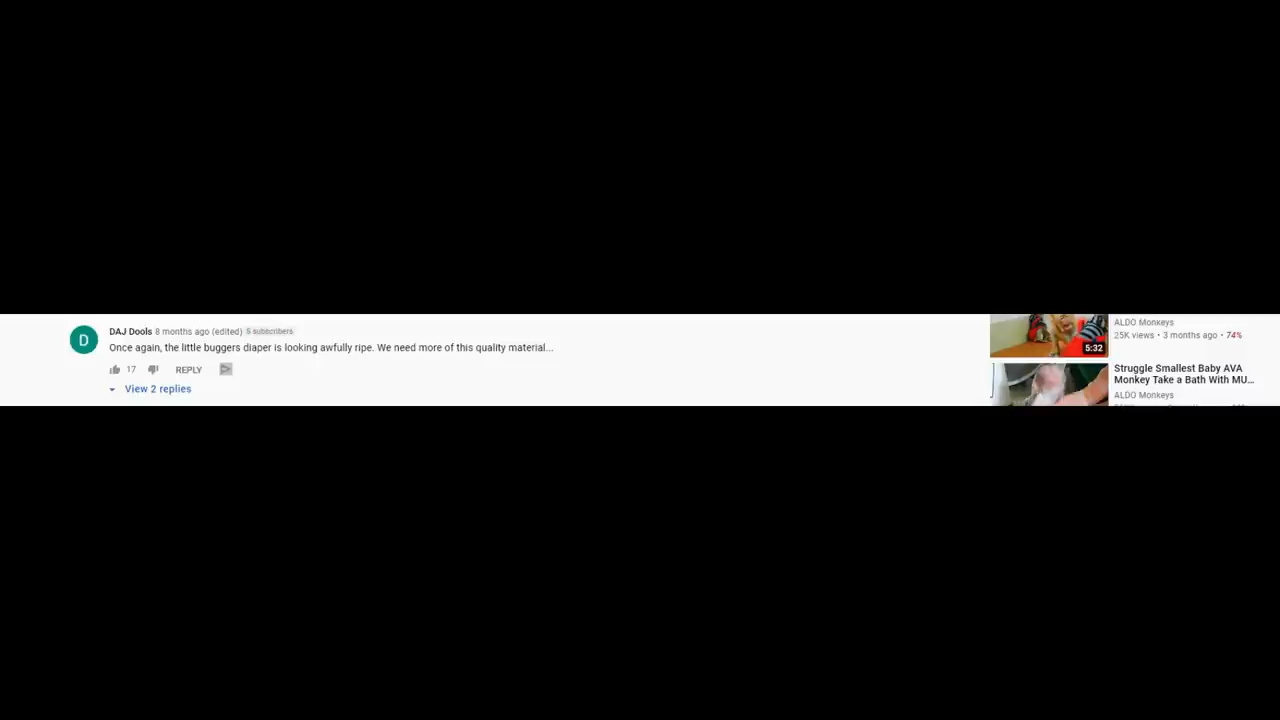 D
DAJ Dools 8 months ago (edited) 5 subscribers
Once again, the little buggers diaper is looking awfully ripe. We need more of this quality material...
17 REPLY
View 2 replies
ALDO Monkeys
25K views • 3 months ago • 74%
5:32
Struggle Smallest Baby AVA
Monkey Take a Bath With MU...
ALDO Monkeys